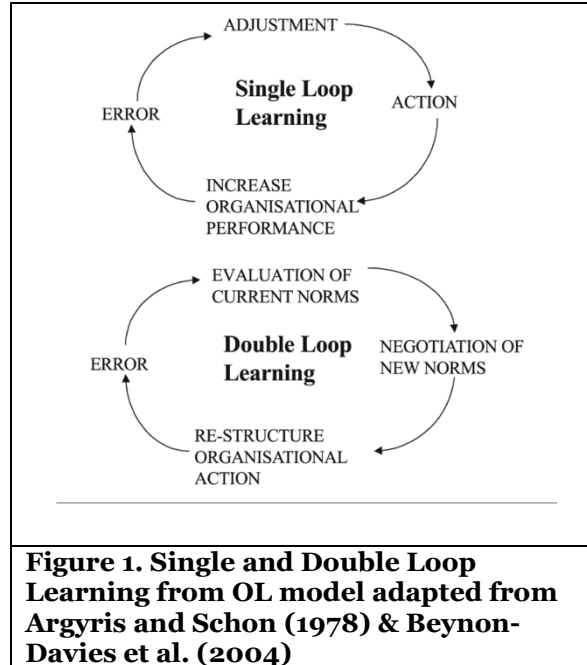 ADJUSTMENT
Single Loop
Learning
ACTION
ERROR
INCREASE
ORGANISATIONAL
PERFORMANCE
EVALUATION OF
CURRENT NORMS
Double Loop
Learning
NEGOTIATION OF
NEW NORMS
ERROR
RE-STRUCTURE
ORGANISATIONAL
ACTION
Figure 1. Single and Double Loop
Learning from OL model adapted from
Argyris and Schon (1978) & Beynon-
Davies et al. (2004)